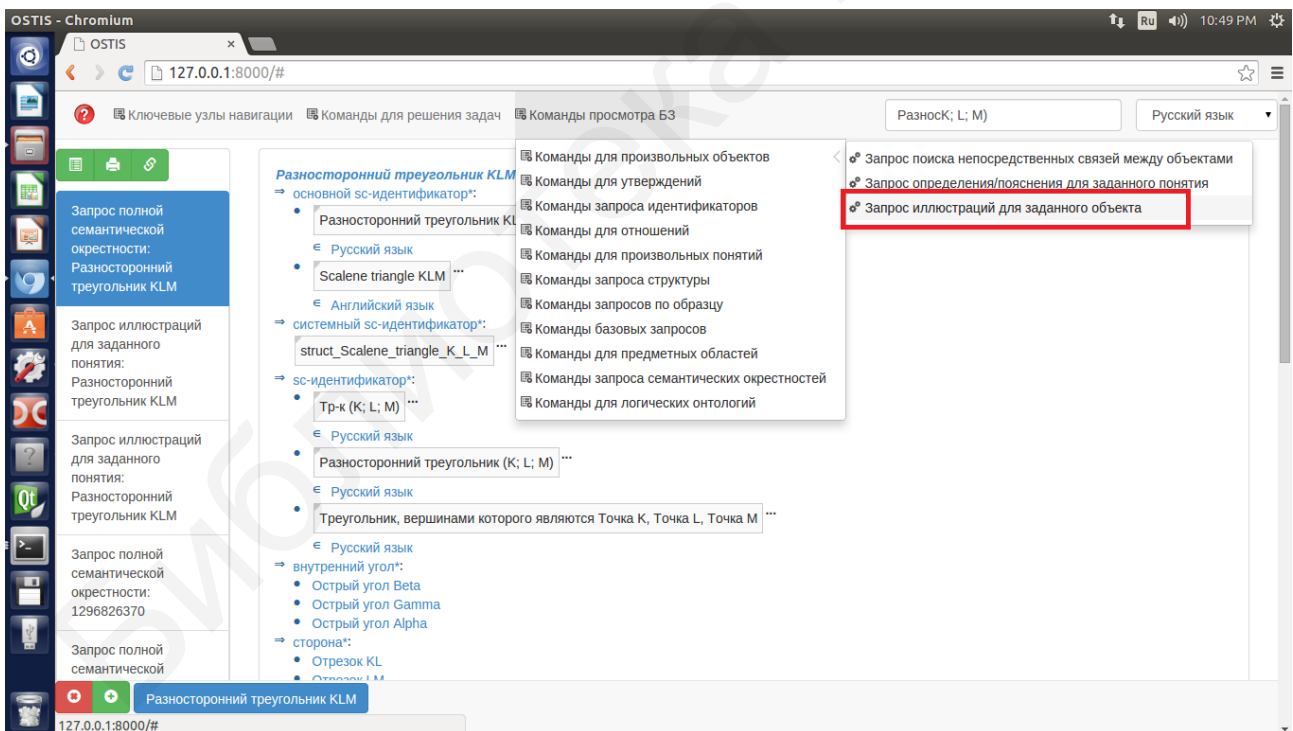 OSTIS - Chromium
Ru
10:49 PM
OSTIS
127.0.0.1:8000/#
Ключевые узлы навигации
Команды для решения задач
Команды просмотра БЗ
РазносK; L; M)
Русский язык
Запрос полной
семантической
окрестности:
Разносторонний
треугольник KLM
Запрос иллюстраций
для заданного
понятия:
Разносторонний
треугольник KLM
Запрос иллюстраций
для заданного
понятия:
Разносторонний
треугольник KLM
Запрос полной
семантической
окрестности:
1296826370
Запрос полной
семантической
Разносторонний треугольник KLM
основной sc-идентификатор*:
Разносторонний треугольник KL
Русский язык
Scalene triangle KLM
Английский язык
системный sc-идентификатор*:
struct_Scalene_triangle_K_L_M
sc-идентификатор*:
Тр-к (K; L; M)
Русский язык
Разносторонний треугольник (K; L; M)
Русский язык
Треугольник, вершинами которого являются Точка K, Точка L, Точка M
Русский язык
внутренний угол*:
Острый угол Beta
Острый угол Gamma
Острый угол Alpha
сторона*:
Отрезок KL
Отрезок LM
Команды для произвольных объектов
Команды для утверждений
Команды запроса идентификаторов
Команды для отношений
Команды для произвольных понятий
Команды запроса структуры
Команды запросов по образцу
Команды базовых запросов
Команды для предметных областей
Команды запроса семантических окрестностей
Команды для логических онтологий
Запрос поиска непосредственных связей между объектами
Запрос определения/пояснения для заданного понятия
Запрос иллюстраций для заданного объекта
Разносторонний треугольник KLM
127.0.0.1:8000/#
Библиотека